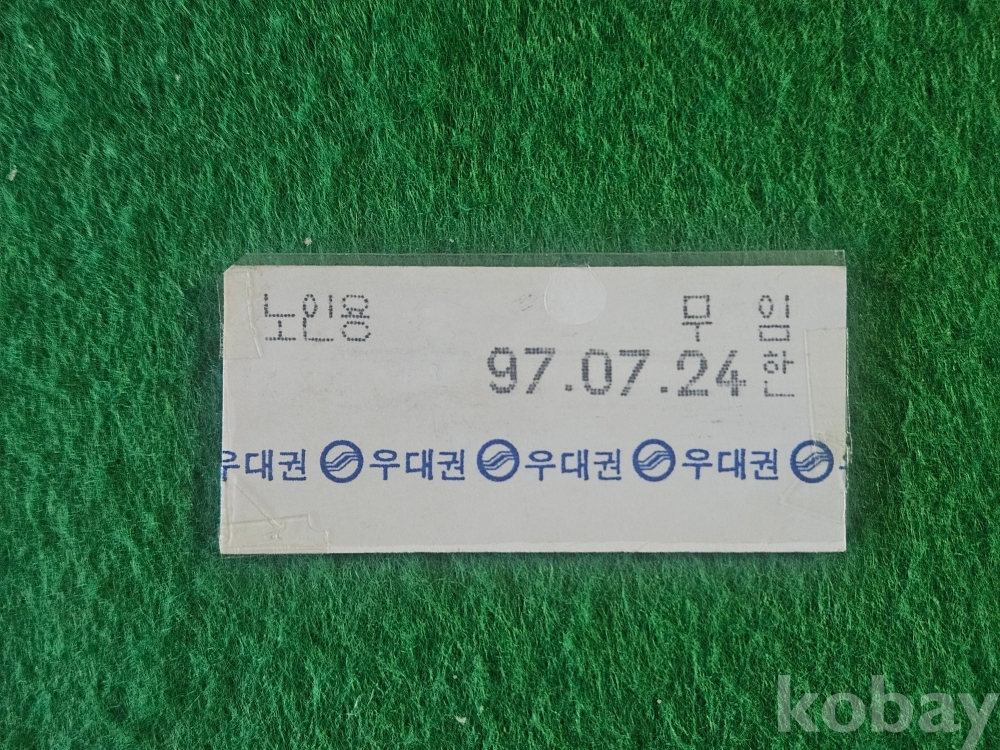 노인용 무 임
97.07.24 안
우대권 우대권 우대권 우대권
kobay